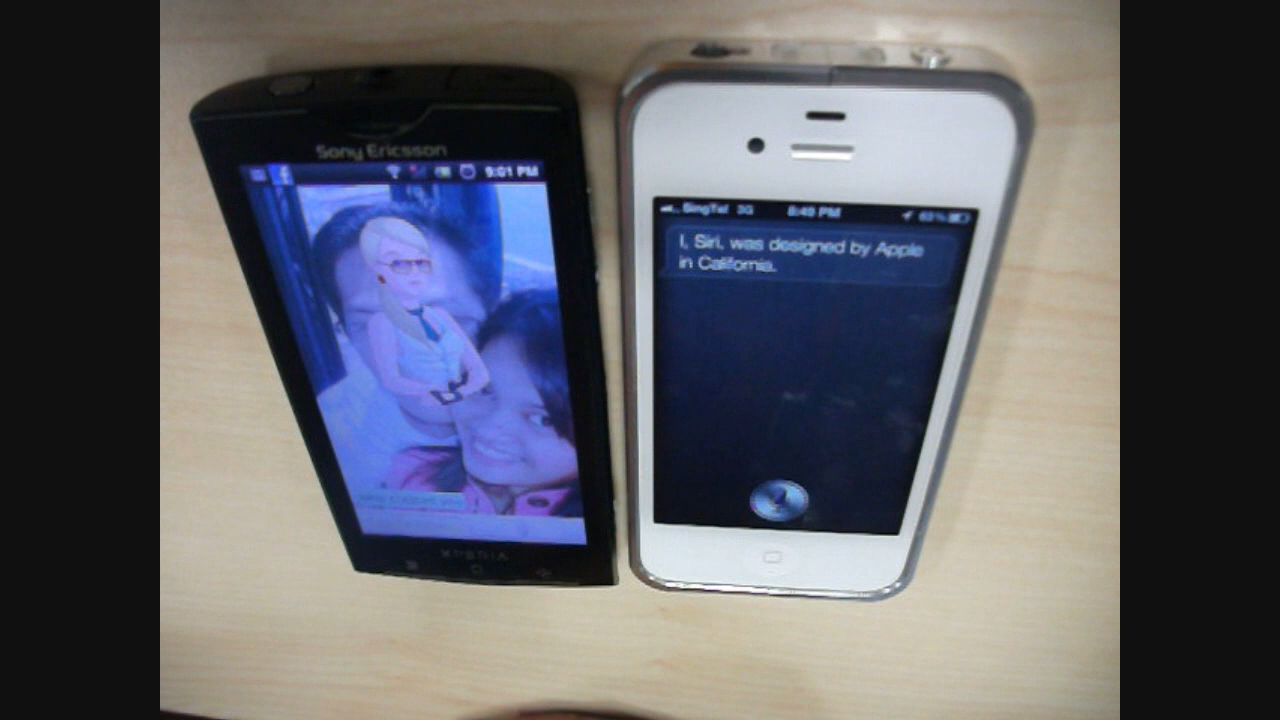 Sony Ericsson
9:01 PM
XPERIA
SingTel 3G 8:49 PM 63%
I, Siri, was designed by Apple
in California.